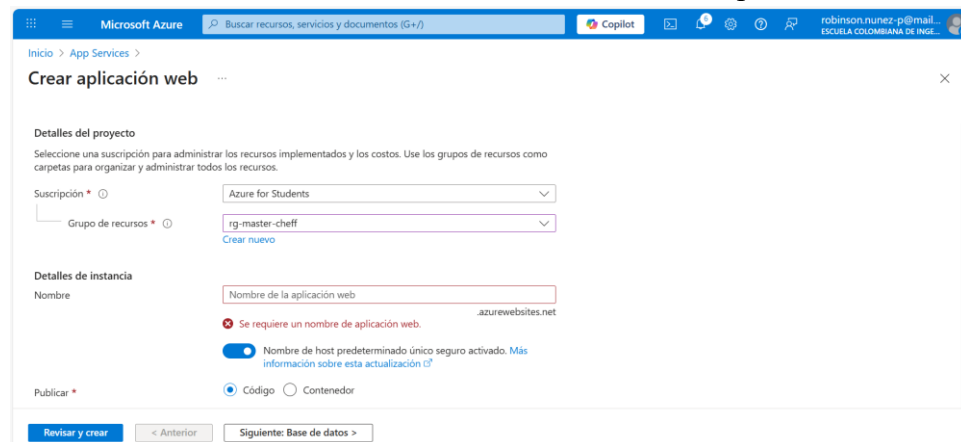 Microsoft Azure
Buscar recursos, servicios y documentos (G+/)
Copilot
robinson.nunez-p@mail...
ESCUELA COLOMBIANA DE INGE...
Inicio > App Services >
Crear aplicación web ...
Detalles del proyecto
Seleccione una suscripción para administrar los recursos implementados y los costos. Use los grupos de recursos como
carpetas para organizar y administrar todos los recursos.
Suscripción * Azure for Students
Grupo de recursos * rg-master-cheff
Crear nuevo
Detalles de instancia
Nombre Nombre de la aplicación web
.azurewebsites.net
Se requiere un nombre de aplicación web.
Nombre de host predeterminado único seguro activado. Más
información sobre esta actualización
Publicar * Código Contenedor
Revisar y crear < Anterior Siguiente: Base de datos >